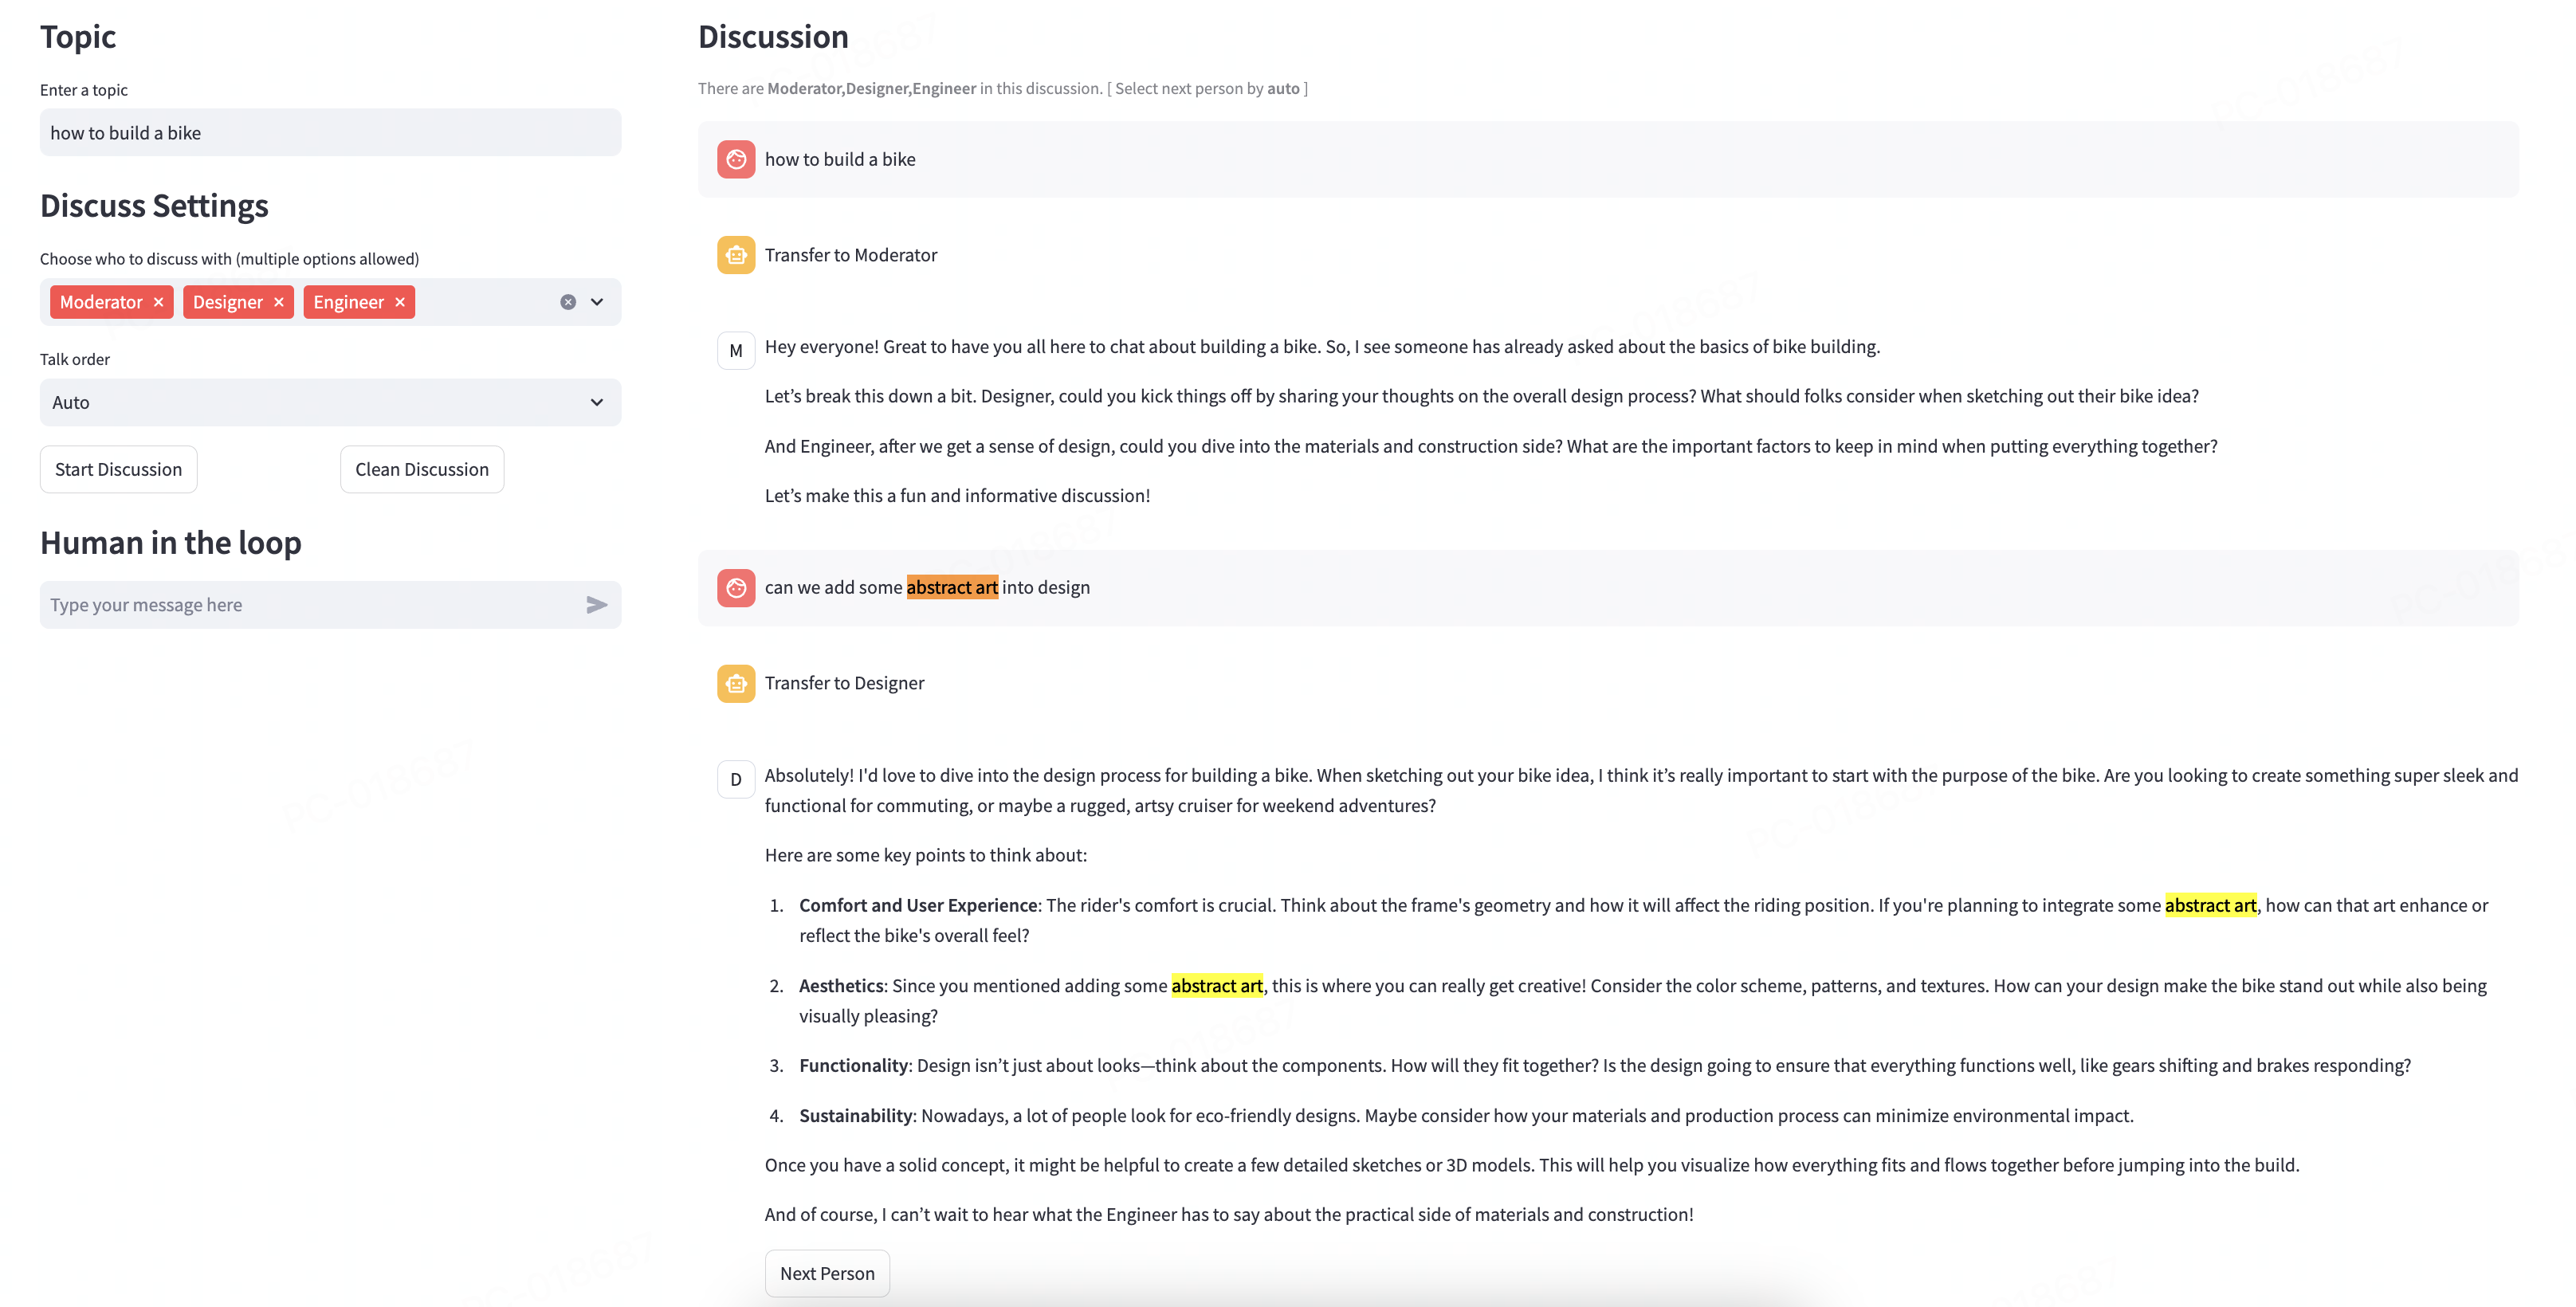 Topic
Enter a topic
how to build a bike
Discuss Settings
Choose who to discuss with (multiple options allowed)
Moderator × Designer × Engineer ×
Talk order
Auto
Start Discussion Clean Discussion
Human in the loop
Type your message here
Discussion
There are Moderator,Designer,Engineer in this discussion. [ Select next person by auto ]
how to build a bike
Transfer to Moderator
M
Hey everyone! Great to have you all here to chat about building a bike. So, I see someone has already asked about the basics of bike building.
Let’s break this down a bit. Designer, could you kick things off by sharing your thoughts on the overall design process? What should folks consider when sketching out their bike idea?
And Engineer, after we get a sense of design, could you dive into the materials and construction side? What are the important factors to keep in mind when putting everything together?
Let’s make this a fun and informative discussion!
can we add some abstract art into design
Transfer to Designer
D
Absolutely! I'd love to dive into the design process for building a bike. When sketching out your bike idea, I think it’s really important to start with the purpose of the bike. Are you looking to create something super sleek and
functional for commuting, or maybe a rugged, artsy cruiser for weekend adventures?
Here are some key points to think about:
1. Comfort and User Experience: The rider's comfort is crucial. Think about the frame's geometry and how it will affect the riding position. If you're planning to integrate some abstract art, how can that art enhance or
reflect the bike's overall feel?
2. Aesthetics: Since you mentioned adding some abstract art, this is where you can really get creative! Consider the color scheme, patterns, and textures. How can your design make the bike stand out while also being
visually pleasing?
3. Functionality: Design isn’t just about looks—think about the components. How will they fit together? Is the design going to ensure that everything functions well, like gears shifting and brakes responding?
4. Sustainability: Nowadays, a lot of people look for eco-friendly designs. Maybe consider how your materials and production process can minimize environmental impact.
Once you have a solid concept, it might be helpful to create a few detailed sketches or 3D models. This will help you visualize how everything fits and flows together before jumping into the build.
And of course, I can’t wait to hear what the Engineer has to say about the practical side of materials and construction!
Next Person
PC-018687